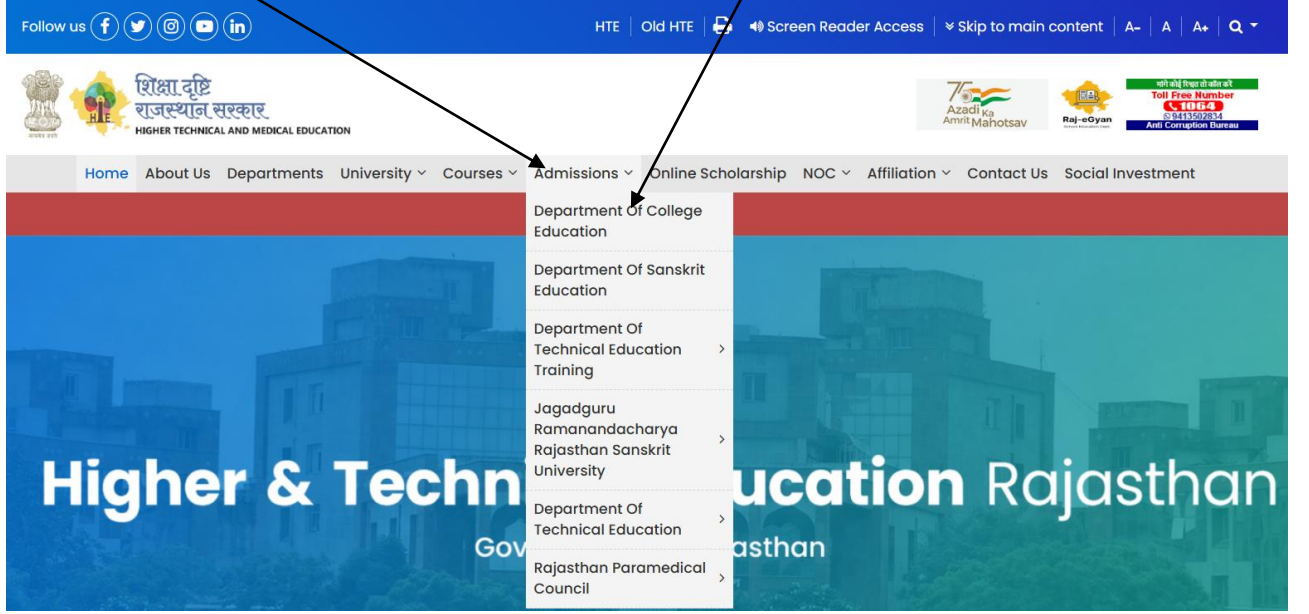 Follow us
HTE Old HTE Screen Reader Access Skip to main content A- A A+
शिक्षा दृष्टि
राजस्थान सरकार
HIGHER TECHNICAL AND MEDICAL EDUCATION
HTE
75 Azadi Ka
Amrit Mahotsav
Raj-eGyan
मांगे कोई रिश्वत तो कॉल करें
Toll Free Number
1064
9413502834
Anti Corruption Bureau
Home About Us Departments University Courses Admissions Online Scholarship NOC Affiliation Contact Us Social Investment
Department Of College
Education
Department Of Sanskrit
Education
Department Of
Technical Education
Training
Jagadguru
Ramanandacharya
Rajasthan Sanskrit
University
Department Of
Technical Education
Rajasthan Paramedical
Council
Higher & Techn ucation Rajasthan
Gov asthan